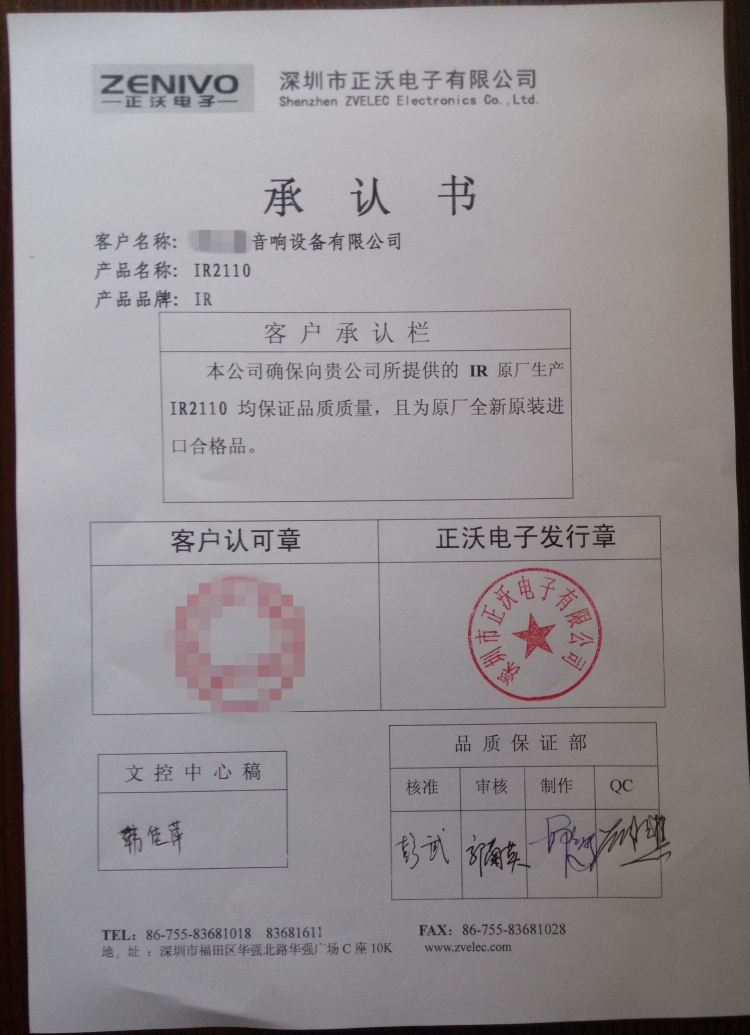 ZENIVO
正沃电子
深圳市正沃电子有限公司
Shenzhen ZVELEC Electronics Co.,Ltd.
承 认 书
客户名称： 音响设备有限公司
产品名称： IR2110
产品品牌： IR
客 户 承 认 栏
本公司确保向贵公司所提供的 IR 原厂生产
IR2110 均保证品质质量，且为原厂全新原装进
口合格品。
客户认可章 正沃电子发行章
深圳市正沃电子有限公司
品 质 保 证 部
文 控 中 心 稿
核准 审核 制作 QC
韩佳萍
彭武
TEL：86-755-83681018 83681611 FAX：86-755-83681028
地 址：深圳市福田区华强北路华强广场 C 座 10K www.zvelec.com